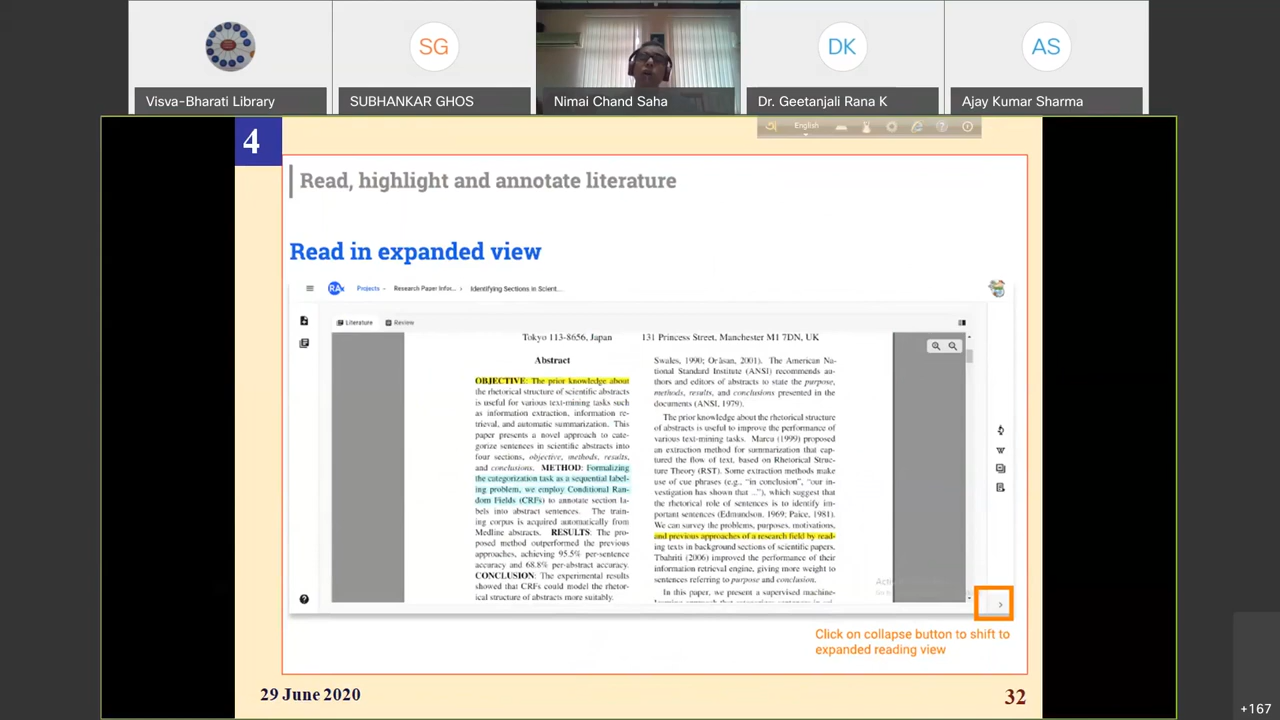 SG
DK
AS
Visva-Bharati Library
SUBHANKAR GHOS
Nimai Chand Saha
Dr. Geetanjali Rana K
Ajay Kumar Sharma
4
English
Read, highlight and annotate literature
Read in expanded view
RAx
Projects
Research Paper Infor...
Identifying Sections in Scient...
Literature
Review
Tokyo 113-8656, Japan
131 Princess Street, Manchester M1 7DN, UK
Abstract
OBJECTIVE: The prior knowledge about
the rhetorical structure of scientific abstracts
is useful for various text-mining tasks such
as information extraction, information re-
trieval, and automatic summarization. This
paper presents a novel approach to cate-
gorize sentences in scientific abstracts into
four sections, objective, methods, results,
and conclusions. METHOD: Formalizing
the categorization task as a sequential label-
ing problem, we employ Conditional Ran-
dom Fields (CRFs) to annotate section la-
bels into abstract sentences. The train-
ing corpus is acquired automatically from
Medline abstracts. RESULTS: The pro-
posed method outperformed the previous
approaches, achieving 95.5% per-sentence
accuracy and 68.8% per-abstract accuracy.
CONCLUSION: The experimental results
showed that CRFs could model the rhetor-
ical structure of abstracts more suitably.
Swales, 1990; Orăsan, 2001). The American Na-
tional Standard Institute (ANSI) recommends au-
thors and editors of abstracts to state the purpose,
methods, results, and conclusions presented in the
documents (ANSI, 1979).
The prior knowledge about the rhetorical structure
of abstracts is useful to improve the performance of
various text-mining tasks. Marcu (1999) proposed
an extraction method for summarization that cap-
tured the flow of text, based on Rhetorical Struc-
ture Theory (RST). Some extraction methods make
use of cue phrases (e.g., "in conclusion", "our in-
vestigation has shown that ..."), which suggest that
the rhetorical role of sentences is to identify im-
portant sentences (Edmundson, 1969; Paice, 1981).
We can survey the problems, purposes, motivations,
and previous approaches of a research field by read-
ing texts in background sections of scientific papers.
Tbahriti (2006) improved the performance of their
information retrieval engine, giving more weight to
sentences referring to purpose and conclusion.
In this paper, we present a supervised machine-
W
Click on collapse button to shift to
expanded reading view
29 June 2020
32
+167